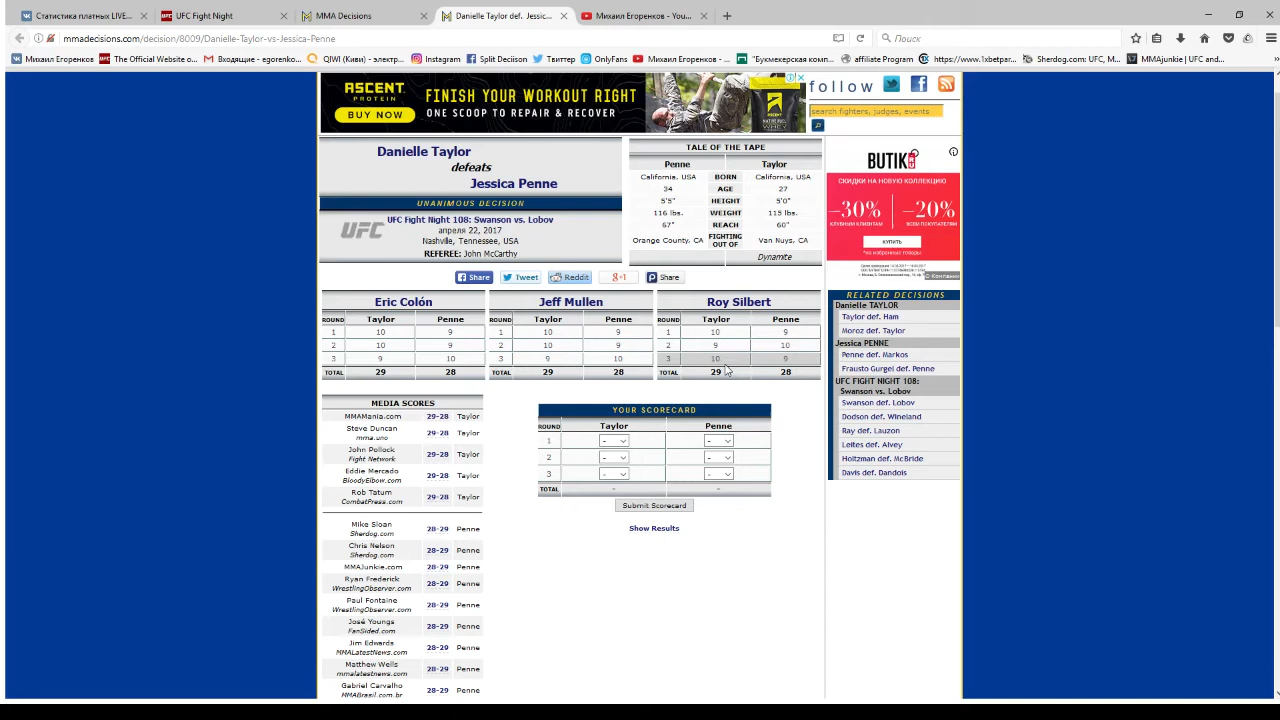 Статистика платных LIVE...
UFC Fight Night
MMA Decisions
Danielle Taylor def. Jessic...
Михаил Егоренков - You...
mmadecisions.com/decision/8009/Danielle-Taylor-vs-Jessica-Penne
Поиск
Михаил Егоренков
The Official Website o...
Входящие - egorenko...
QIWI (Киви) - электр...
Instagram
Split Deciison
Твиттер
OnlyFans
Михаил Егоренков - ...
"Букмекерская комп...
affiliate Program
https://www.1xbetpar...
Sherdog.com: UFC, M...
MMAjunkie | UFC and...
ASCENT
PROTEIN
BUY NOW
FINISH YOUR WORKOUT RIGHT
ONE SCOOP TO REPAIR & RECOVER
ASCENT
follow
search fighters, judges, events
Danielle Taylor
defeats
Jessica Penne
UNANIMOUS DECISION
UFC
UFC Fight Night 108: Swanson vs. Lobov
апреля 22, 2017
Nashville, Tennessee, USA
REFEREE: John McCarthy
TALE OF THE TAPE
Penne Taylor
California, USA BORN California, USA
34 AGE 27
5'5" HEIGHT 5'0"
116 lbs. WEIGHT 115 lbs.
67" REACH 60"
Orange County, CA FIGHTING OUT OF Van Nuys, CA
Dynamite
Share
Tweet
Reddit
g+1
Share
Eric Colón
ROUND Taylor Penne
1 10 9
2 10 9
3 9 10
TOTAL 29 28
Jeff Mullen
ROUND Taylor Penne
1 10 9
2 10 9
3 9 10
TOTAL 29 28
Roy Silbert
ROUND Taylor Penne
1 10 9
2 9 10
3 10 9
TOTAL 29 28
MEDIA SCORES
MMAMania.com 29-28 Taylor
Steve Duncan
mma.uno 29-28 Taylor
John Pollock
Fight Network 29-28 Taylor
Eddie Mercado
BloodyElbow.com 29-28 Taylor
Rob Tatum
CombatPress.com 29-28 Taylor
Mike Sloan
Sherdog.com 28-29 Penne
Chris Nelson
Sherdog.com 28-29 Penne
MMAJunkie.com 28-29 Penne
Ryan Frederick
WrestlingObserver.com 28-29 Penne
Paul Fontaine
WrestlingObserver.com 28-29 Penne
José Youngs
FanSided.com 28-29 Penne
Jim Edwards
MMALatestNews.com 28-29 Penne
Matthew Wells
mmalatestnews.com 28-29 Penne
Gabriel Carvalho
MMABrasil.com.br 28-29 Penne
YOUR SCORECARD
ROUND Taylor Penne
1 - -
2 - -
3 - -
TOTAL - -
Submit Scorecard
Show Results
BUTIK
СКИДКИ НА НОВУЮ КОЛЛЕКЦИЮ
-30% -20%
КЛУБНЫМ КЛИЕНТАМ ВСЕМ ПОКУПАТЕЛЯМ
КУПИТЬ
О Компании
RELATED DECISIONS
Danielle TAYLOR
Taylor def. Ham
Moroz def. Taylor
Jessica PENNE
Penne def. Markos
Frausto Gurgel def. Penne
UFC FIGHT NIGHT 108:
Swanson vs. Lobov
Swanson def. Lobov
Dodson def. Wineland
Ray def. Lauzon
Leites def. Alvey
Holtzman def. McBride
Davis def. Dandois